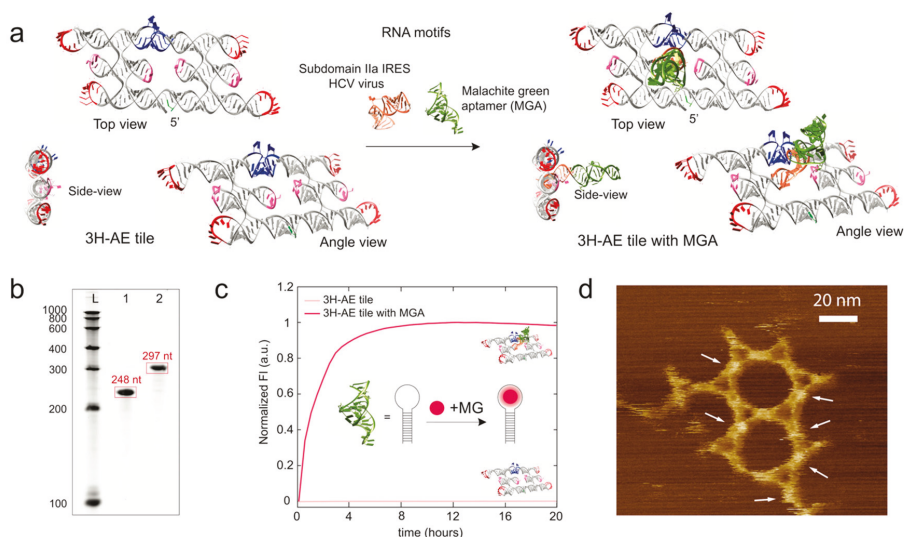 a
RNA motifs
Subdomain IIa IRES
HCV virus
Malachite green
aptamer (MGA)
Top view
5'
Top view
5'
Side-view
Side-view
3H-AE tile
Angle view
3H-AE tile with MGA
Angle view
b
L 1 2
1000
800
600
400
300
200
100
248 nt
297 nt
c
3H-AE tile
3H-AE tile with MGA
Normalized FI (a.u.)
1
0.8
0.6
0.4
0.2
0
=
+MG
0 4 8 12 16 20
time (hours)
d
20 nm